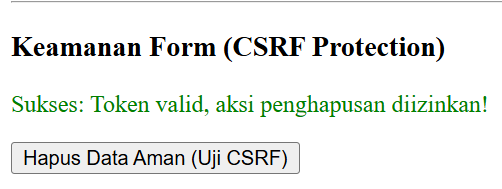 Keamanan Form (CSRF Protection)
Sukses: Token valid, aksi penghapusan diizinkan!
Hapus Data Aman (Uji CSRF)